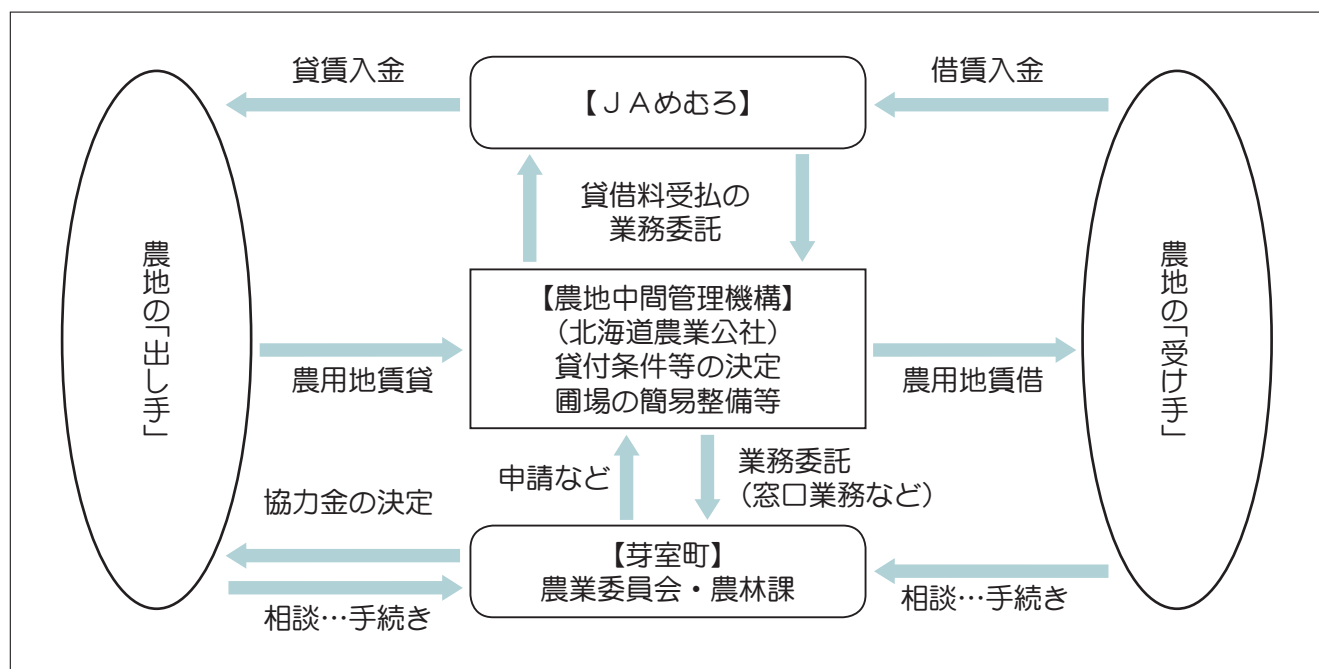 貸賃入金
【ＪＡめむろ】
借賃入金
貸借料受払の
業務委託
農地の「出し手」
【農地中間管理機構】
（北海道農業公社）
貸付条件等の決定
圃場の簡易整備等
農地の「受け手」
農用地賃貸
農用地賃借
申請など
業務委託
（窓口業務など）
協力金の決定
【芽室町】
農業委員会・農林課
相談…手続き
相談…手続き